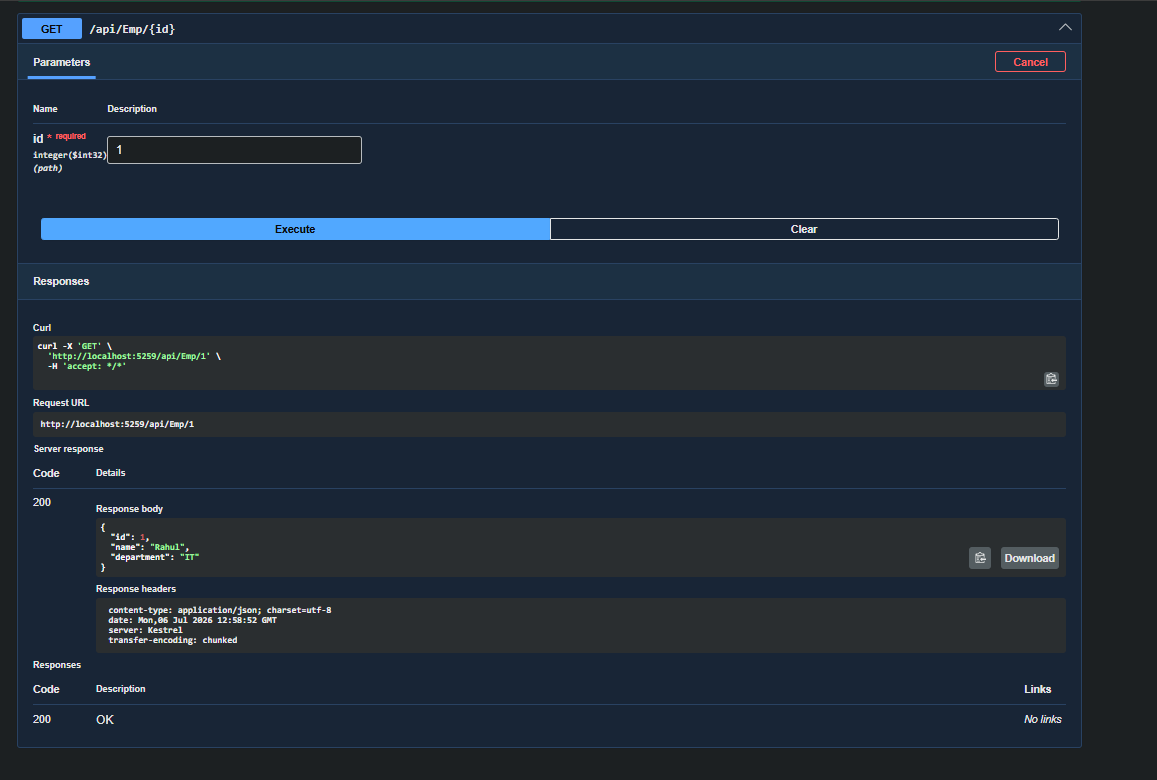 GET /api/Emp/{id}
Parameters Cancel
Name Description
id * required
integer($int32)
(path)
1
Execute Clear
Responses
Curl
curl -X 'GET' \
'http://localhost:5259/api/Emp/1' \
-H 'accept: */*'
Request URL
http://localhost:5259/api/Emp/1
Server response
Code Details
200
Response body
{
"id": 1,
"name": "Rahul",
"department": "IT"
}
Download
Response headers
content-type: application/json; charset=utf-8
date: Mon,06 Jul 2026 12:58:52 GMT
server: Kestrel
transfer-encoding: chunked
Responses
Code Description Links
200 OK No links